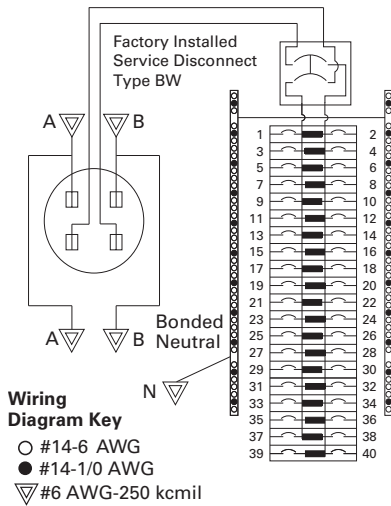 Factory Installed
Service Disconnect
Type BW
A
B
1 2
3 4
5 6
7 8
9 10
11 12
13 14
15 16
17 18
19 20
21 22
23 24
25 26
27 28
29 30
31 32
33 34
35 36
37 38
39 40
A
B
Bonded
Neutral
N
Wiring
Diagram Key
#14-6 AWG
#14-1/0 AWG
#6 AWG-250 kcmil